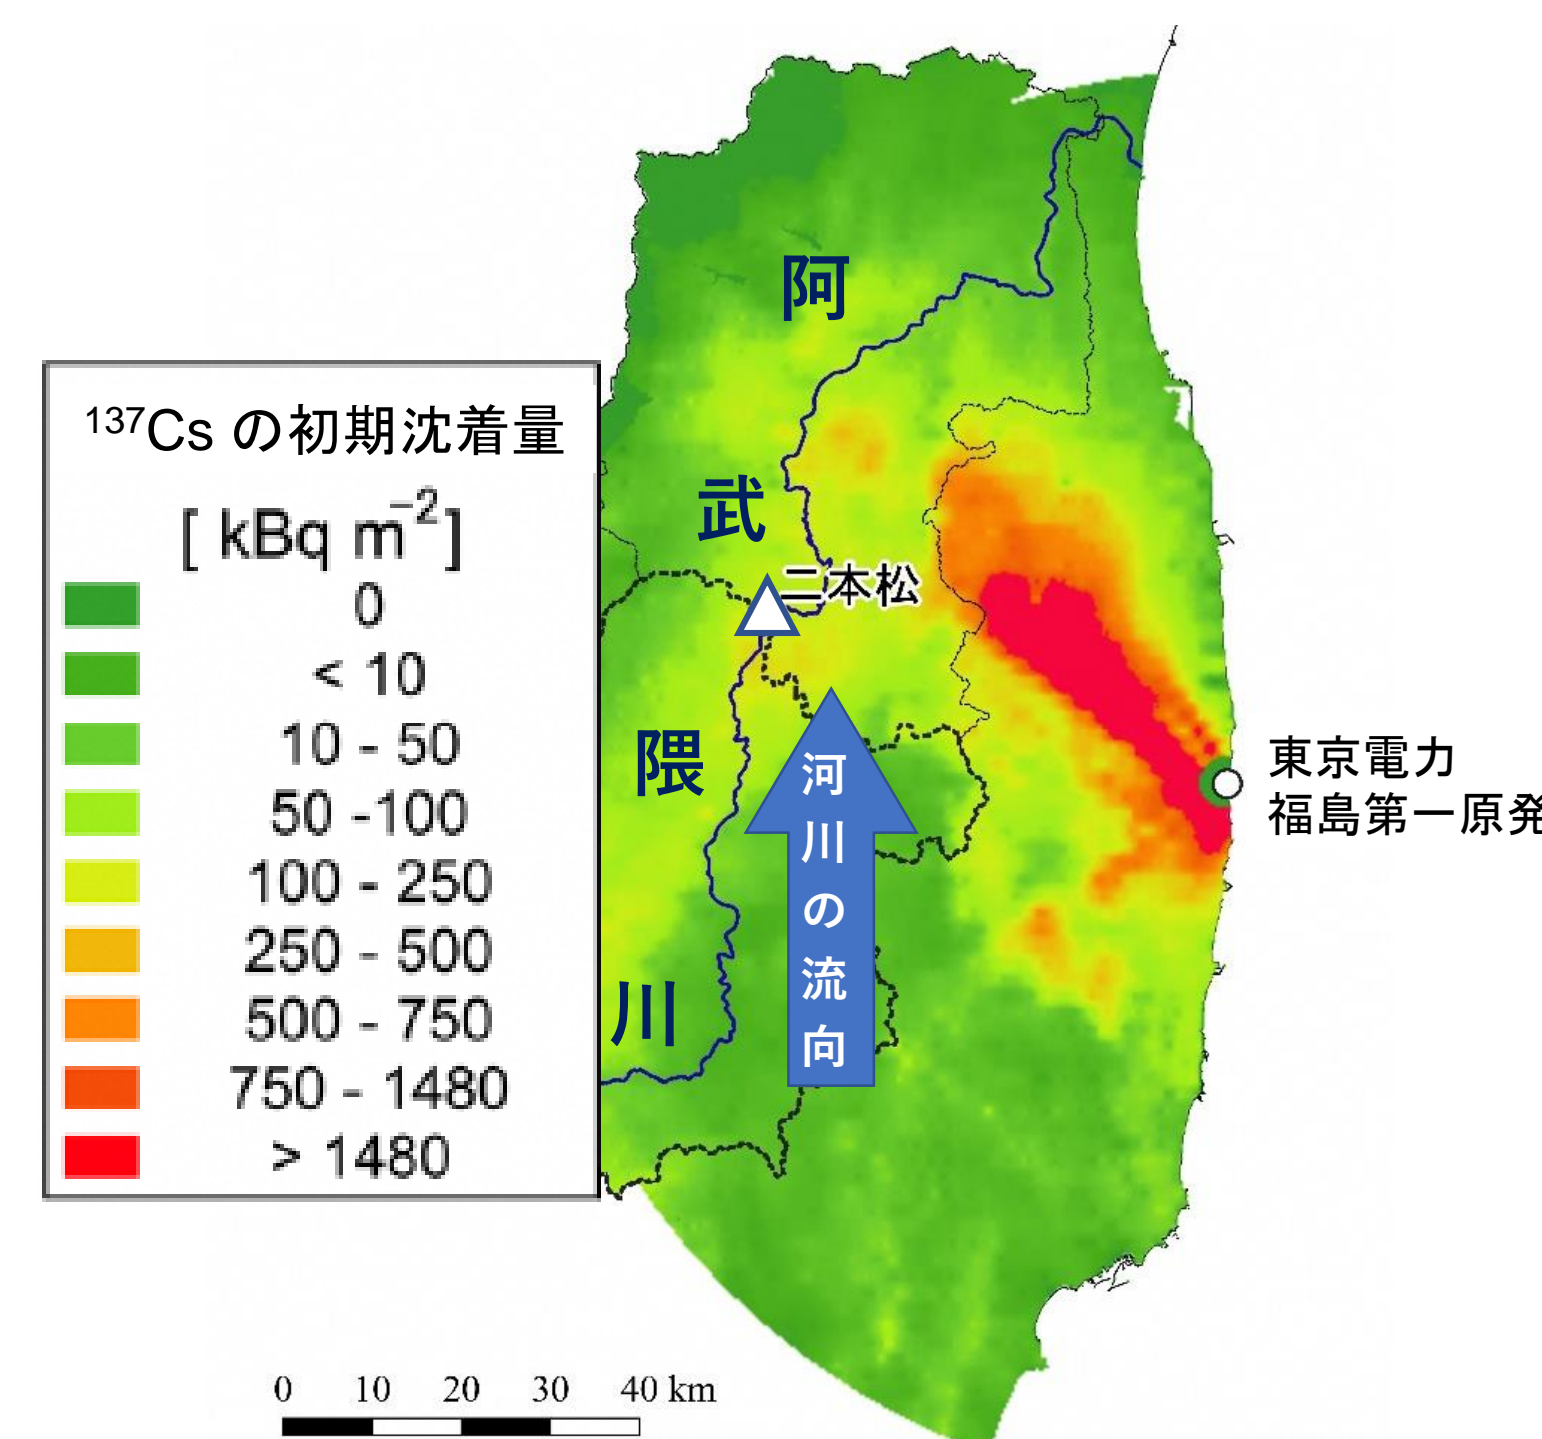 ¹³⁷Cs の初期沈着量
[ kBq m⁻²]
0
< 10
10 - 50
50 -100
100 - 250
250 - 500
500 - 750
750 - 1480
> 1480
阿武隈川
二本松
河川の流向
東京電力
福島第一原発
0 10 20 30 40 km